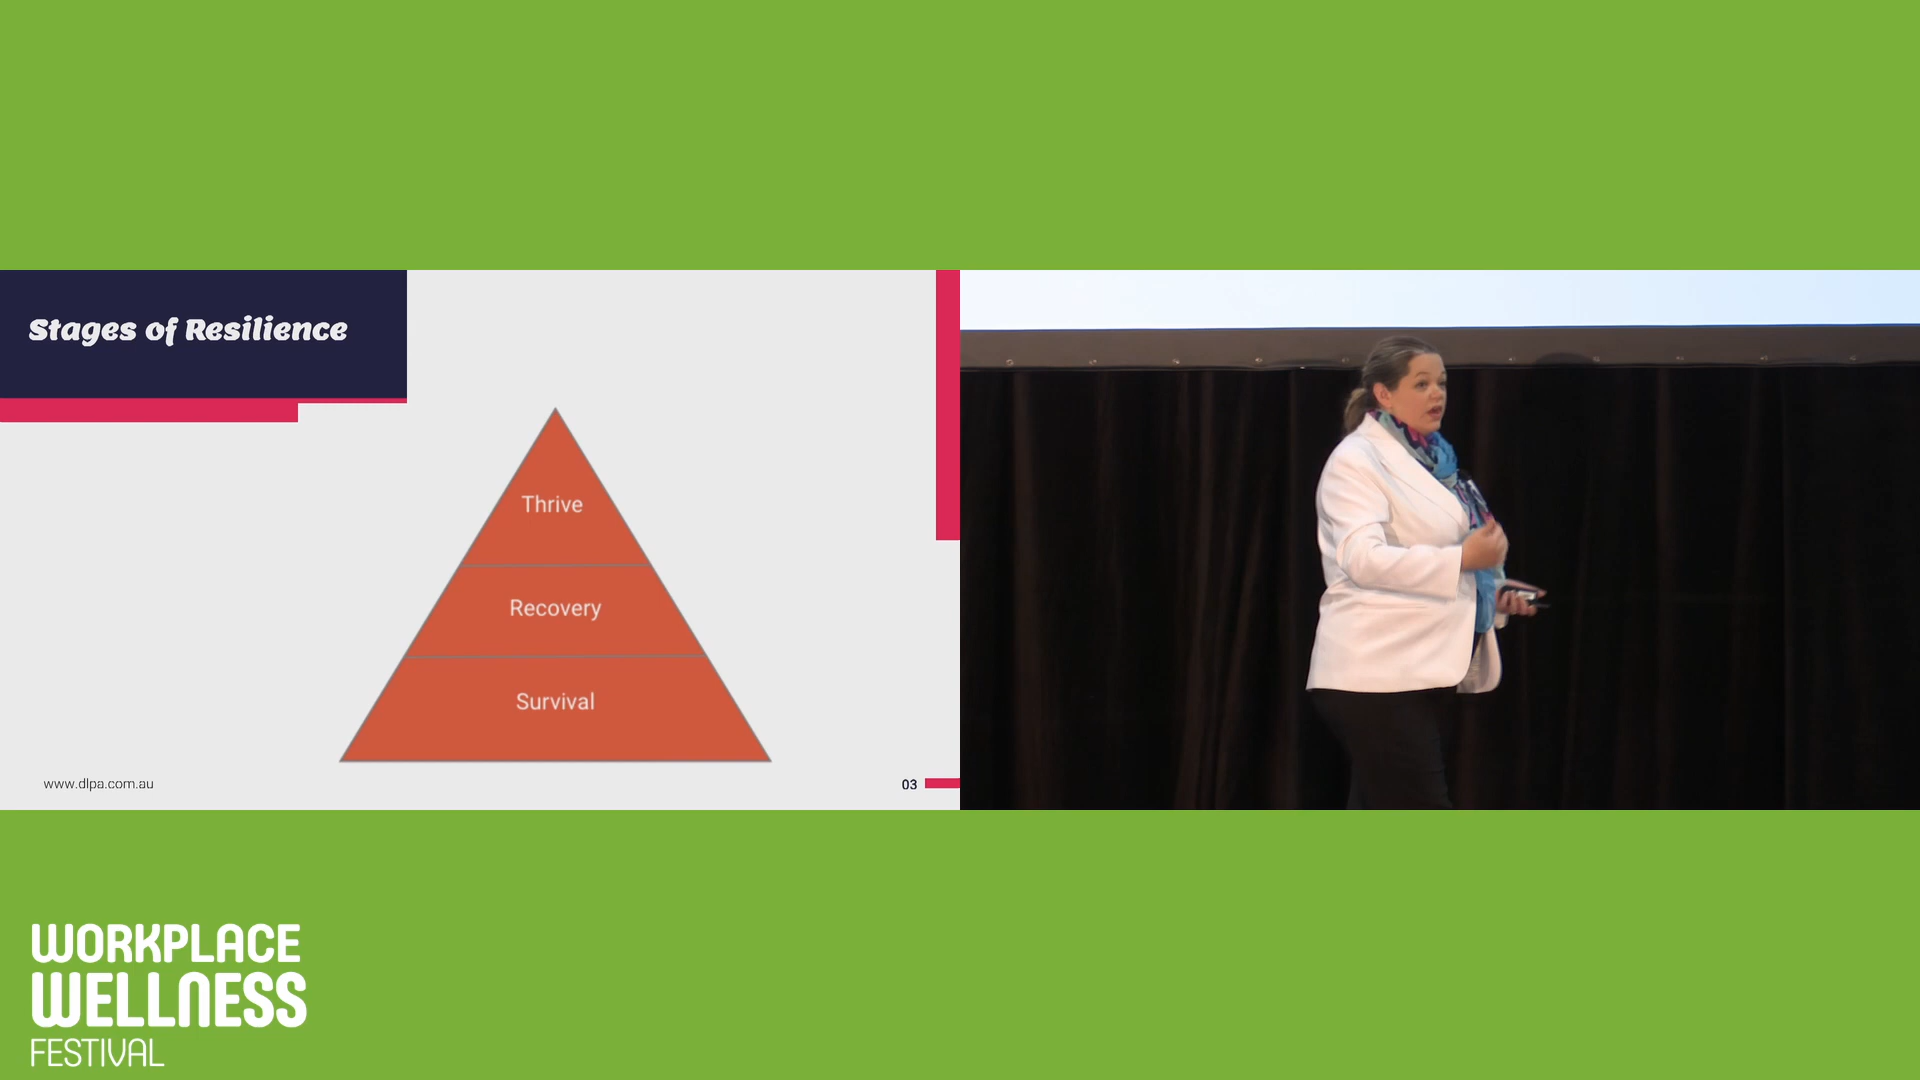 Stages of Resilience
Thrive
Recovery
Survival
www.dlpa.com.au
03
WORKPLACE
WELLNESS
FESTIVAL